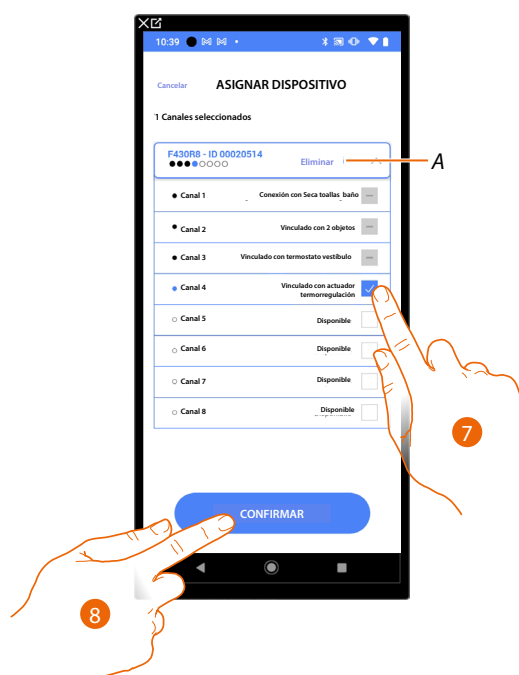 10:39
Cancelar ASIGNAR DISPOSITIVO
1 Canales seleccionados
F430R8 - ID 00020514
Eliminar
A
Canal 1 Conexión con Seca toallas baño
Canal 2 Vinculado con 2 objetos
Canal 3 Vinculado con termostato vestíbulo
Canal 4 Vinculado con actuador
termorregulación
Canal 5 Disponible
Canal 6 Disponible
Canal 7 Disponible
Canal 8 Disponible
7
CONFIRMAR
8